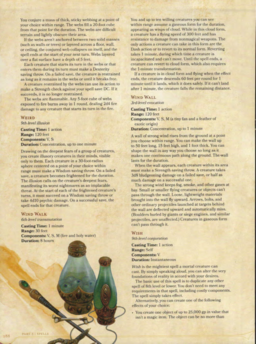 You conjure a mass of thick, sticky webbing at a point of
your choice within range. The webs fill a 20-foot cube
from that point for the duration. The webs are difficult
terrain and lightly obscure their area.
If the webs aren't anchored between two solid masses
(such as walls or trees) or layered across a floor, wall,
or ceiling, the conjured web collapses on itself, and the
spell ends at the start of your next turn. Webs layered
over a flat surface have a depth of 5 feet.
Each creature that starts its turn in the webs or that
enters them during its turn must make a Dexterity
saving throw. On a failed save, the creature is restrained
as long as it remains in the webs or until it breaks free.
A creature restrained by the webs can use its action to
make a Strength check against your spell save DC. If it
succeeds, it is no longer restrained.
The webs are flammable. Any 5-foot cube of webs
exposed to fire burns away in 1 round, dealing 2d4 fire
damage to any creature that starts its turn in the fire.
WEIRD
9th-level illusion
Casting Time: 1 action
Range: 120 feet
Components: V, S
Duration: Concentration, up to one minute
Drawing on the deepest fears of a group of creatures,
you create illusory creatures in their minds, visible
only to them. Each creature in a 30-foot-radius
sphere centered on a point of your choice within
range must make a Wisdom saving throw. On a failed
save, a creature becomes frightened for the duration.
The illusion calls on the creature's deepest fears,
manifesting its worst nightmares as an implacable
threat. At the end of each of the frightened creature's
turns, it must succeed on a Wisdom saving throw or
take 4d10 psychic damage. On a successful save, the
spell ends for that creature.
WIND WALK
6th-level transmutation
Casting Time: 1 minute
Range: 30 feet
Components: V, S, M (fire and holy water)
Duration: 8 hours
You and up to ten willing creatures you can see
within range assume a gaseous form for the duration,
appearing as wisps of cloud. While in this cloud form,
a creature has a flying speed of 300 feet and has
resistance to damage from nonmagical weapons. The
only actions a creature can take in this form are the
Dash action or to revert to its normal form. Reverting
takes 1 minute, during which time a creature is
incapacitated and can't move. Until the spell ends, a
creature can revert to cloud form, which also requires
the 1-minute transformation.
If a creature is in cloud form and flying when the effect
ends, the creature descends 60 feet per round for 1
minute until it lands, which it does safely. If it can't land
after 1 minute, the creature falls the remaining distance.
WIND WALL
3rd-level evocation
Casting Time: 1 action
Range: 120 feet
Components: V, S, M (a tiny fan and a feather of
exotic origin)
Duration: Concentration, up to 1 minute
A wall of strong wind rises from the ground at a point
you choose within range. You can make the wall up
to 50 feet long, 15 feet high, and 1 foot thick. You can
shape the wall in any way you choose so long as it
makes one continuous path along the ground. The wall
lasts for the duration.
When the wall appears, each creature within its area
must make a Strength saving throw. A creature takes
3d8 bludgeoning damage on a failed save, or half as
much damage on a successful one.
The strong wind keeps fog, smoke, and other gases at
bay. Small or smaller flying creatures or objects can't
pass through the wall. Loose, lightweight materials
brought into the wall fly upward. Arrows, bolts, and
other ordinary projectiles launched at targets behind
the wall are deflected upward and automatically miss.
(Boulders hurled by giants or siege engines, and similar
projectiles, are unaffected.) Creatures in gaseous form
can't pass through it.
WISH
9th-level conjuration
Casting Time: 1 action
Range: Self
Components: V
Duration: Instantaneous
Wish is the mightiest spell a mortal creature can
cast. By simply speaking aloud, you can alter the very
foundations of reality in accord with your desires.
The basic use of this spell is to duplicate any other
spell of 8th level or lower. You don't need to meet any
requirements in that spell, including costly components.
The spell simply takes effect.
Alternatively, you can create one of the following
effects of your choice:
• You create one object of up to 25,000 gp in value that
isn't a magic item. The object can be no more than